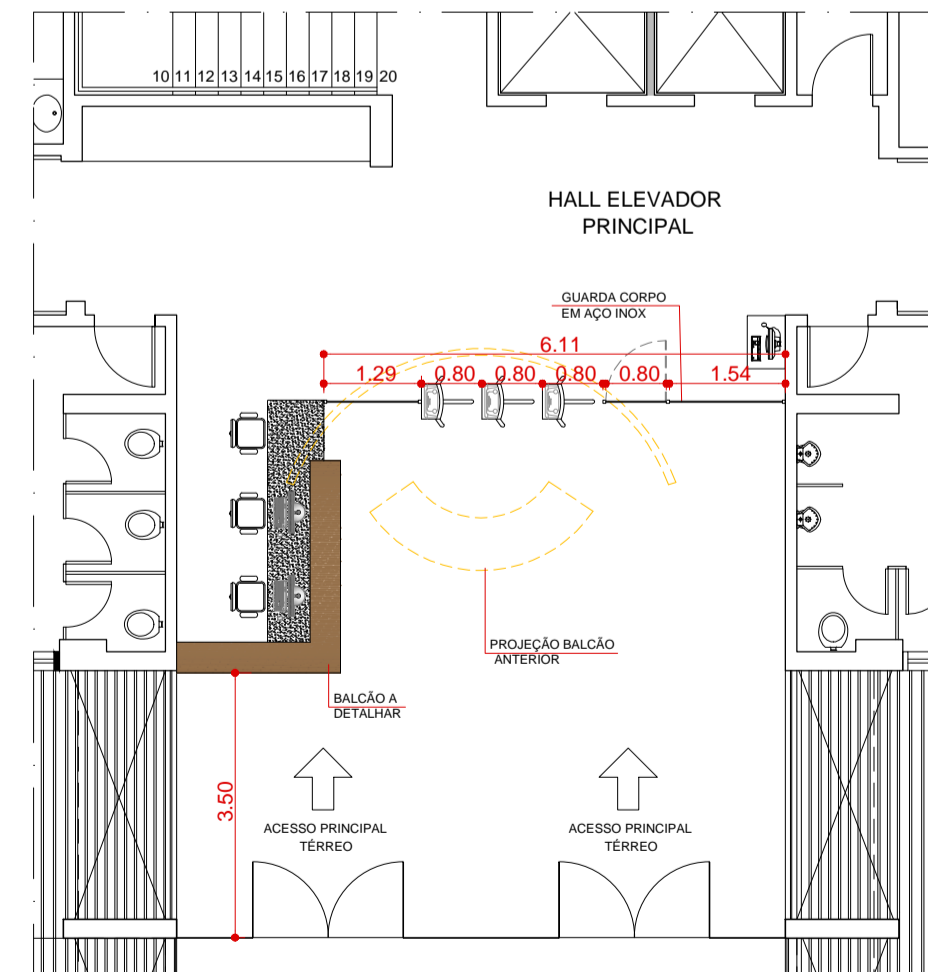 10 11 12 13 14 15 16 17 18 19 20
HALL ELEVADOR
PRINCIPAL
GUARDA CORPO
EM AÇO INOX
6.11
1.29 0.80 0.80 0.80 0.80 1.54
PROJEÇÃO BALCÃO
ANTERIOR
BALCÃO A
DETALHAR
3.50
ACESSO PRINCIPAL
TÉRREO
ACESSO PRINCIPAL
TÉRREO